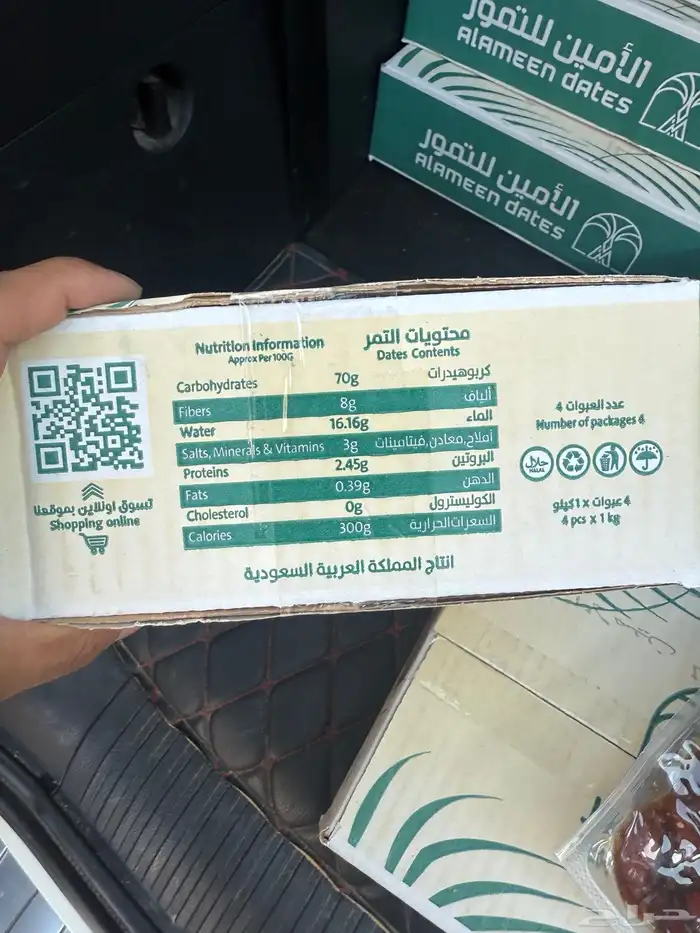 الأمين للتمور
ALAMEEN dATES
الأمين للتمور
ALAMEEN dATES
Nutrition Information
Approx Per 100G
محتويات التمر
Dates Contents
Carbohydrates 70g كربوهيدرات
Fibers 8g ألياف
Water 16.16g الماء
Salts, Minerals & Vitamins 3g أملاح,معادن,فيتامينات
Proteins 2.45g البروتين
Fats 0.39g الدهن
Cholesterol 0g الكوليسترول
Calories 300g السعرات الحرارية
انتاج المملكة العربية السعودية
تسوق اونلاين بموقعنا
Shopping online
عدد العبوات 4
Number of packages 4
حلال
HALAL
4 عبوات x 1 كيلو
4 pcs x 1 kg
حراج